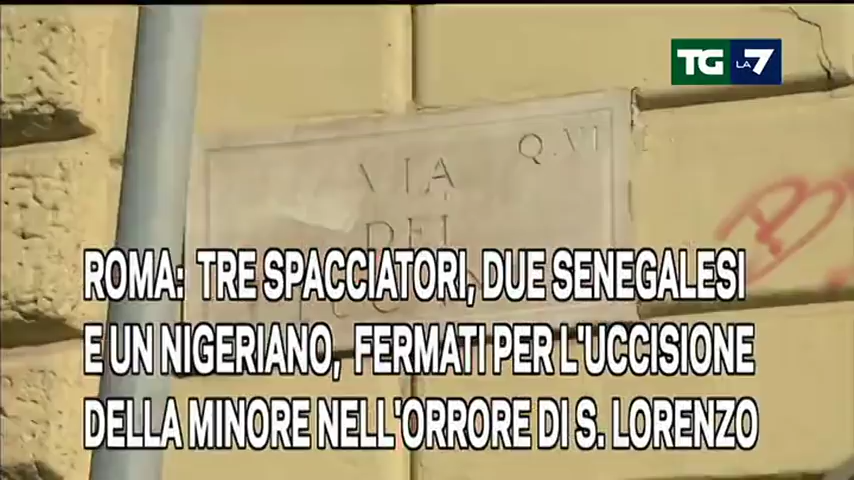 TG LA 7
Q. VI
VIA
DEL
ROMA: TRE SPACCIATORI, DUE SENEGALESI
E UN NIGERIANO, FERMATI PER L'UCCISIONE
DELLA MINORE NELL'ORRORE DI S. LORENZO